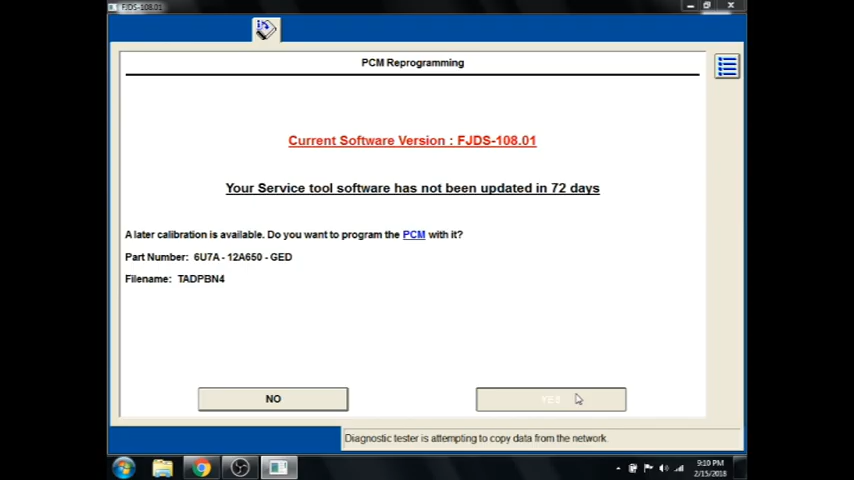 FJDS-108.01
PCM Reprogramming
Current Software Version : FJDS-108.01
Your Service tool software has not been updated in 72 days
A later calibration is available. Do you want to program the PCM with it?
Part Number: 6U7A - 12A650 - GED
Filename: TADPBN4
NO
YES
Diagnostic tester is attempting to copy data from the network.
9:10 PM
2/15/2018